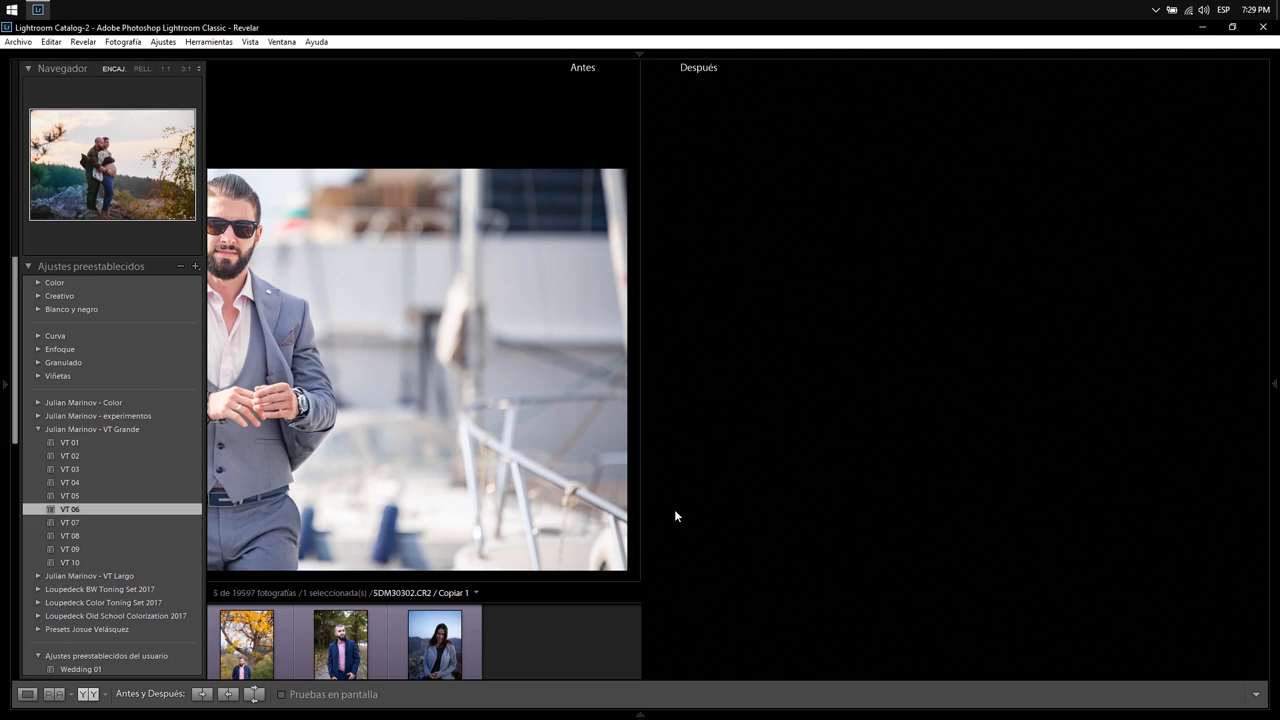 ESP 7:29 PM
Lightroom Catalog-2 - Adobe Photoshop Lightroom Classic - Revelar
Archivo Editar Revelar Fotografía Ajustes Herramientas Vista Ventana Ayuda
Navegador ENCAJ. RELL. 1:1 3:1
Antes
Después
Ajustes preestablecidos
Color
Creativo
Blanco y negro
Curva
Enfoque
Granulado
Viñetas
Julian Marinov - Color
Julian Marinov - experimentos
Julian Marinov - VT Grande
VT 01
VT 02
VT 03
VT 04
VT 05
VT 06
VT 07
VT 08
VT 09
VT 10
Julian Marinov - VT Largo
Loupedeck BW Toning Set 2017
Loupedeck Color Toning Set 2017
Loupedeck Old School Colorization 2017
Presets Josue Velásquez
Ajustes preestablecidos del usuario
Wedding 01
5 de 19597 fotografías /1 seleccionada(s) /5DM30302.CR2 / Copiar 1
Antes y Después:
Pruebas en pantalla